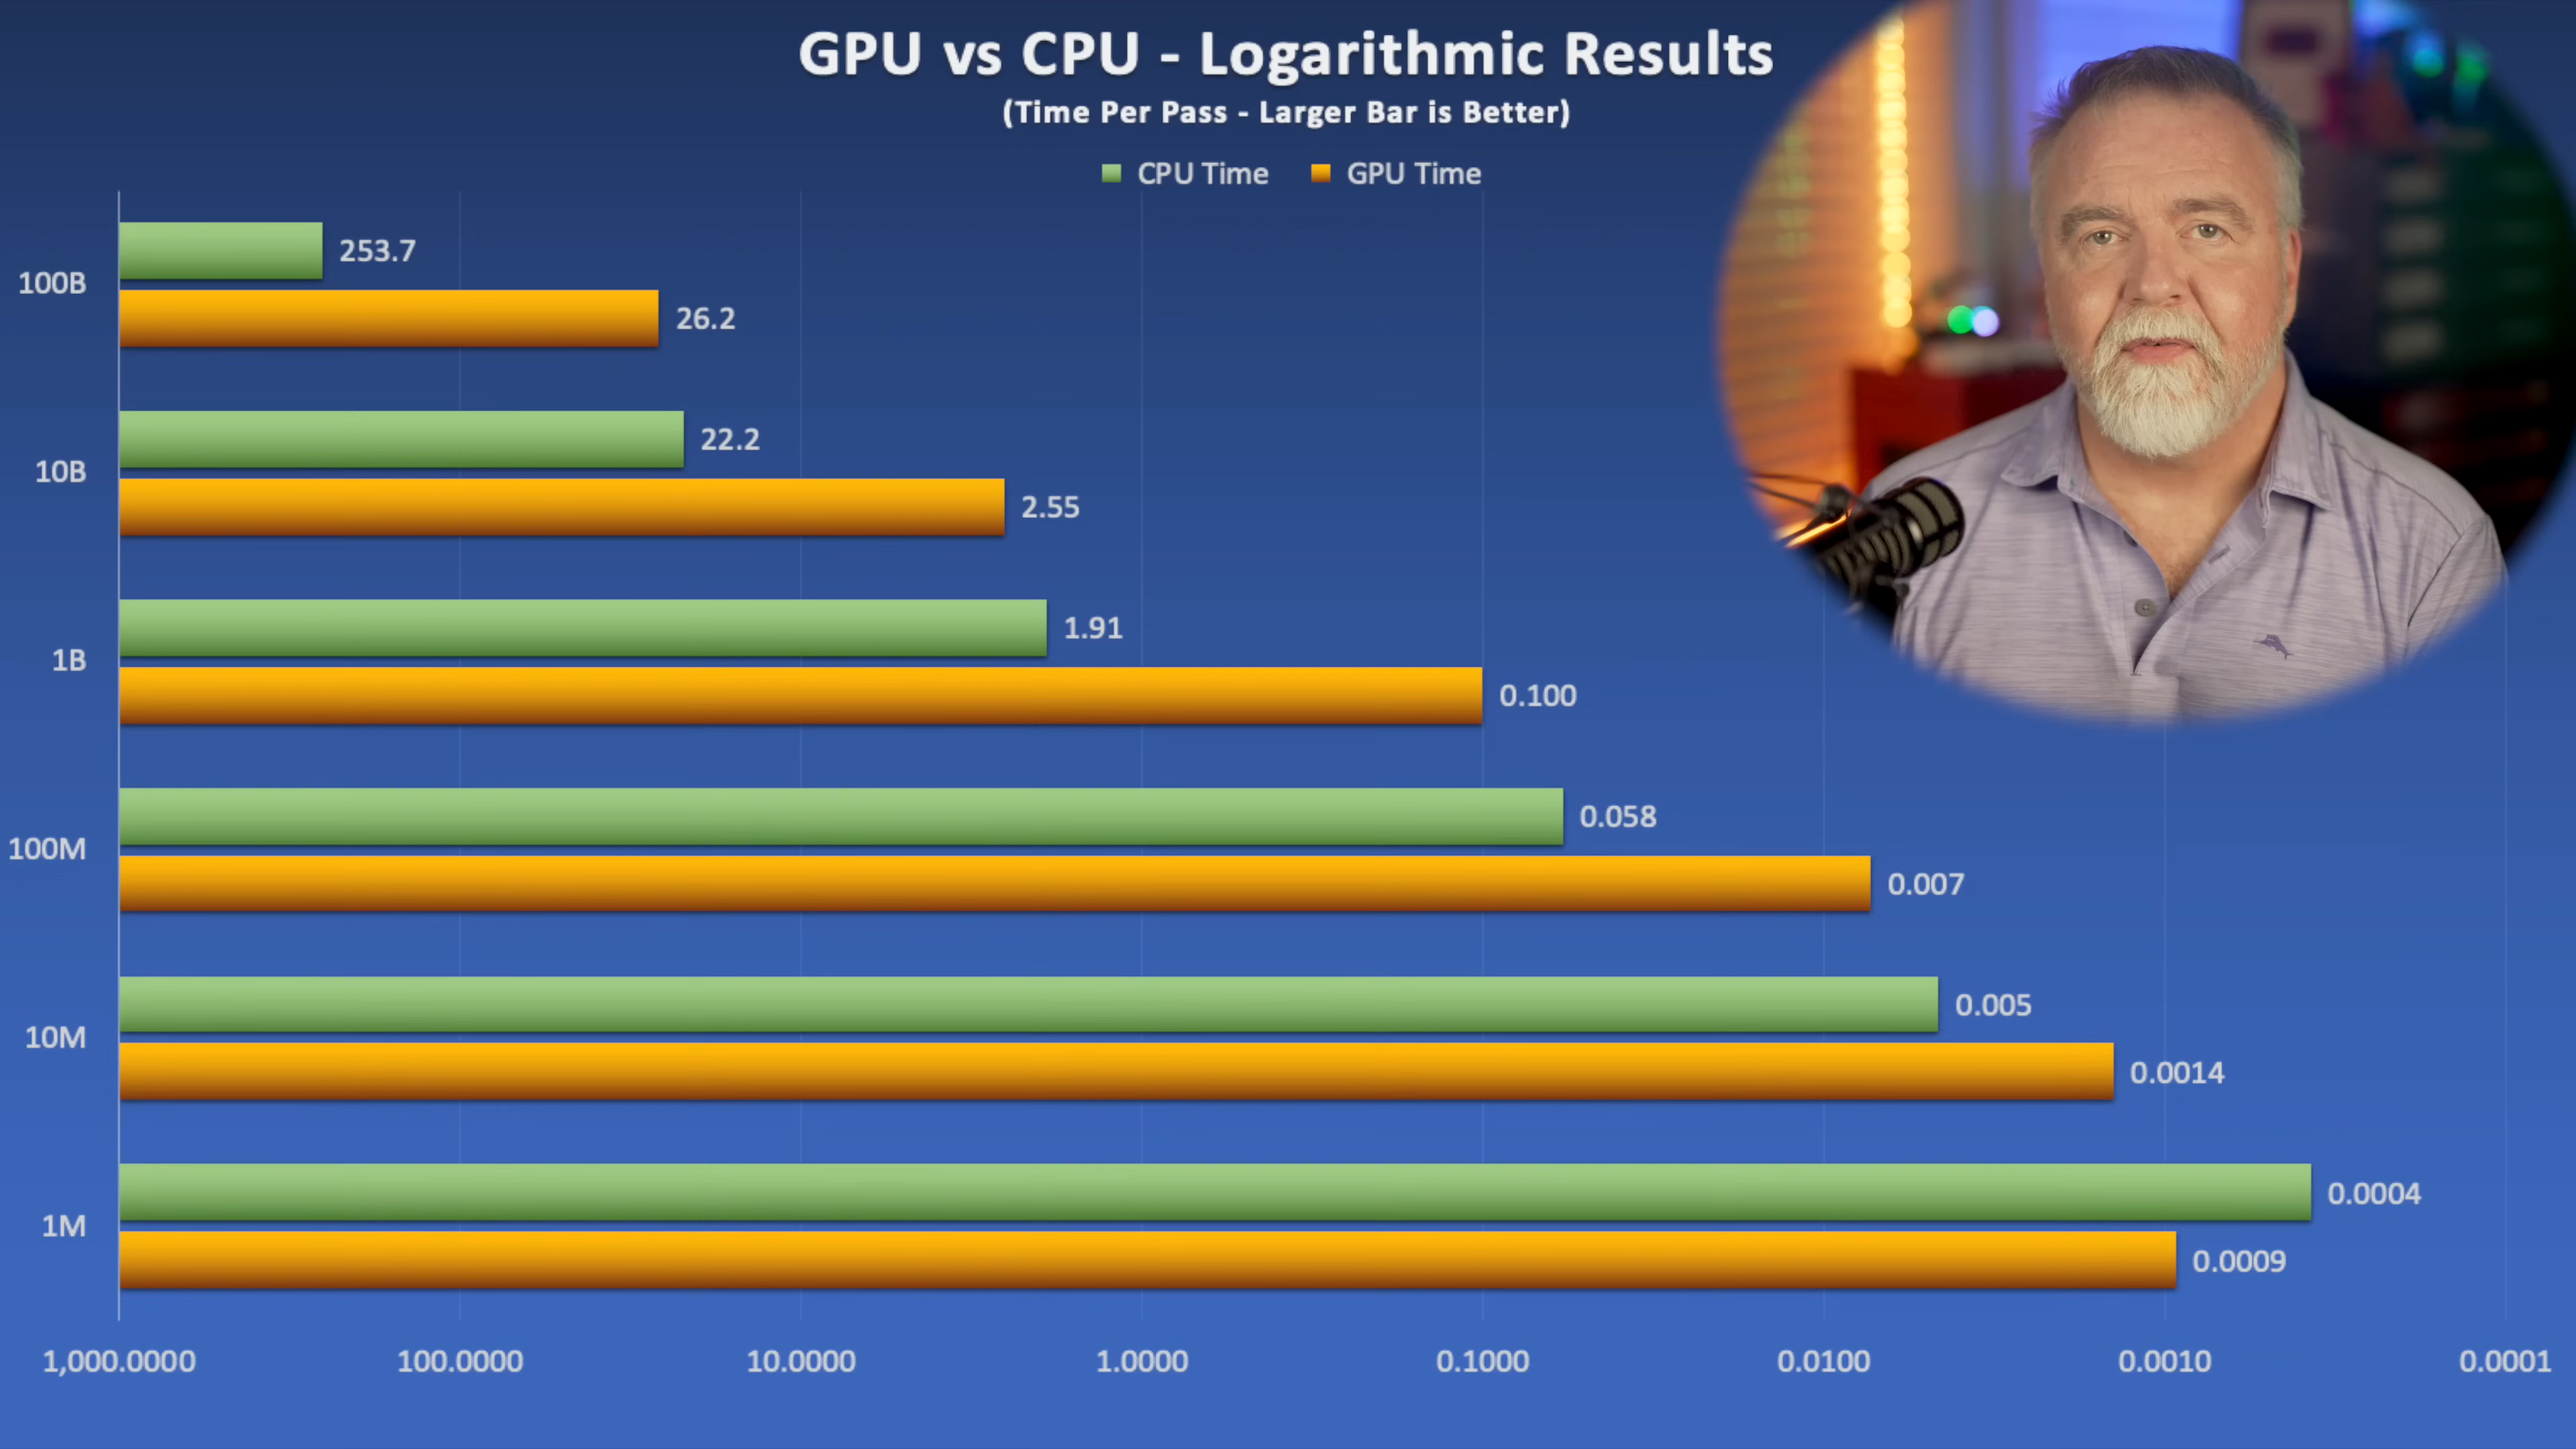 GPU vs CPU - Logarithmic Results
(Time Per Pass - Larger Bar is Better)
CPU Time GPU Time
100B
253.7
26.2
10B
22.2
2.55
1B
1.91
0.100
100M
0.058
0.007
10M
0.005
0.0014
1M
0.0004
0.0009
1,000.0000 100.0000 10.0000 1.0000 0.1000 0.0100 0.0010 0.0001